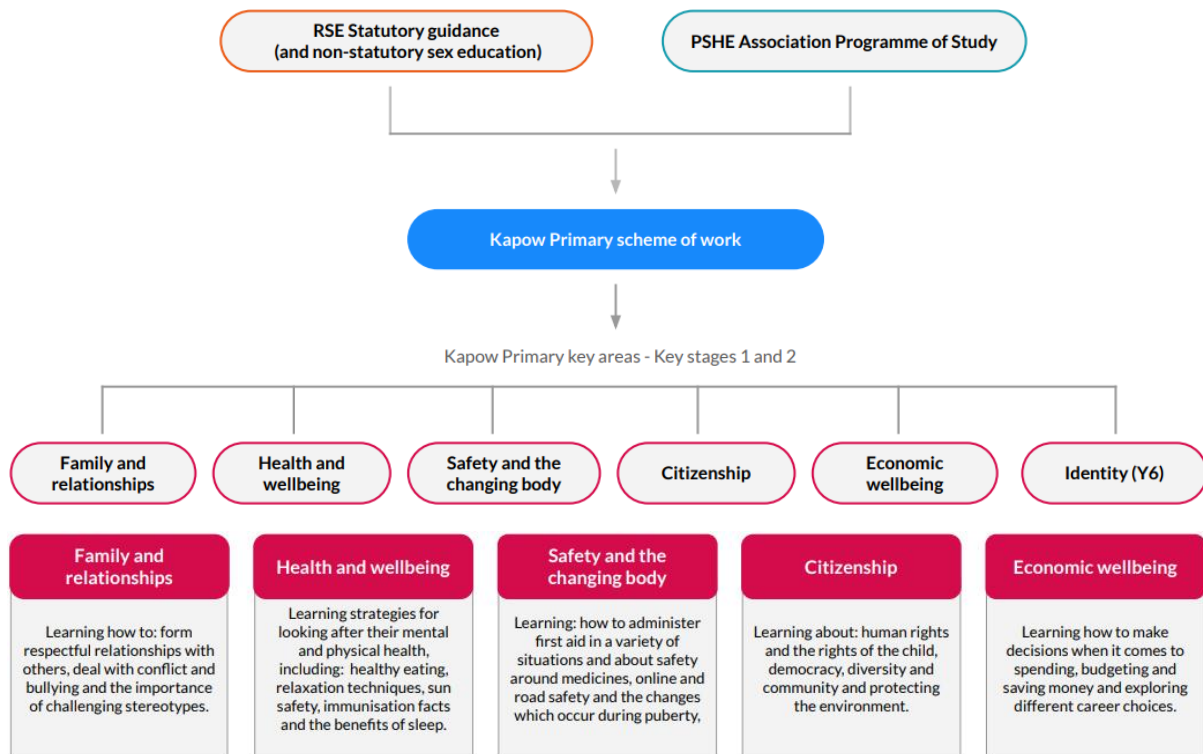 RSE Statutory guidance
(and non-statutory sex education)
PSHE Association Programme of Study
Kapow Primary scheme of work
Kapow Primary key areas - Key stages 1 and 2
Family and
relationships
Health and
wellbeing
Safety and the
changing body
Citizenship
Economic
wellbeing
Identity (Y6)
Family and
relationships
Learning how to: form
respectful relationships with
others, deal with conflict and
bullying and the importance
of challenging stereotypes.
Health and wellbeing
Learning strategies for
looking after their mental
and physical health,
including: healthy eating,
relaxation techniques, sun
safety, immunisation facts
and the benefits of sleep.
Safety and the
changing body
Learning: how to administer
first aid in a variety of
situations and about safety
around medicines, online and
road safety and the changes
which occur during puberty,
Citizenship
Learning about: human rights
and the rights of the child,
democracy, diversity and
community and protecting
the environment.
Economic wellbeing
Learning how to make
decisions when it comes to
spending, budgeting and
saving money and exploring
different career choices.